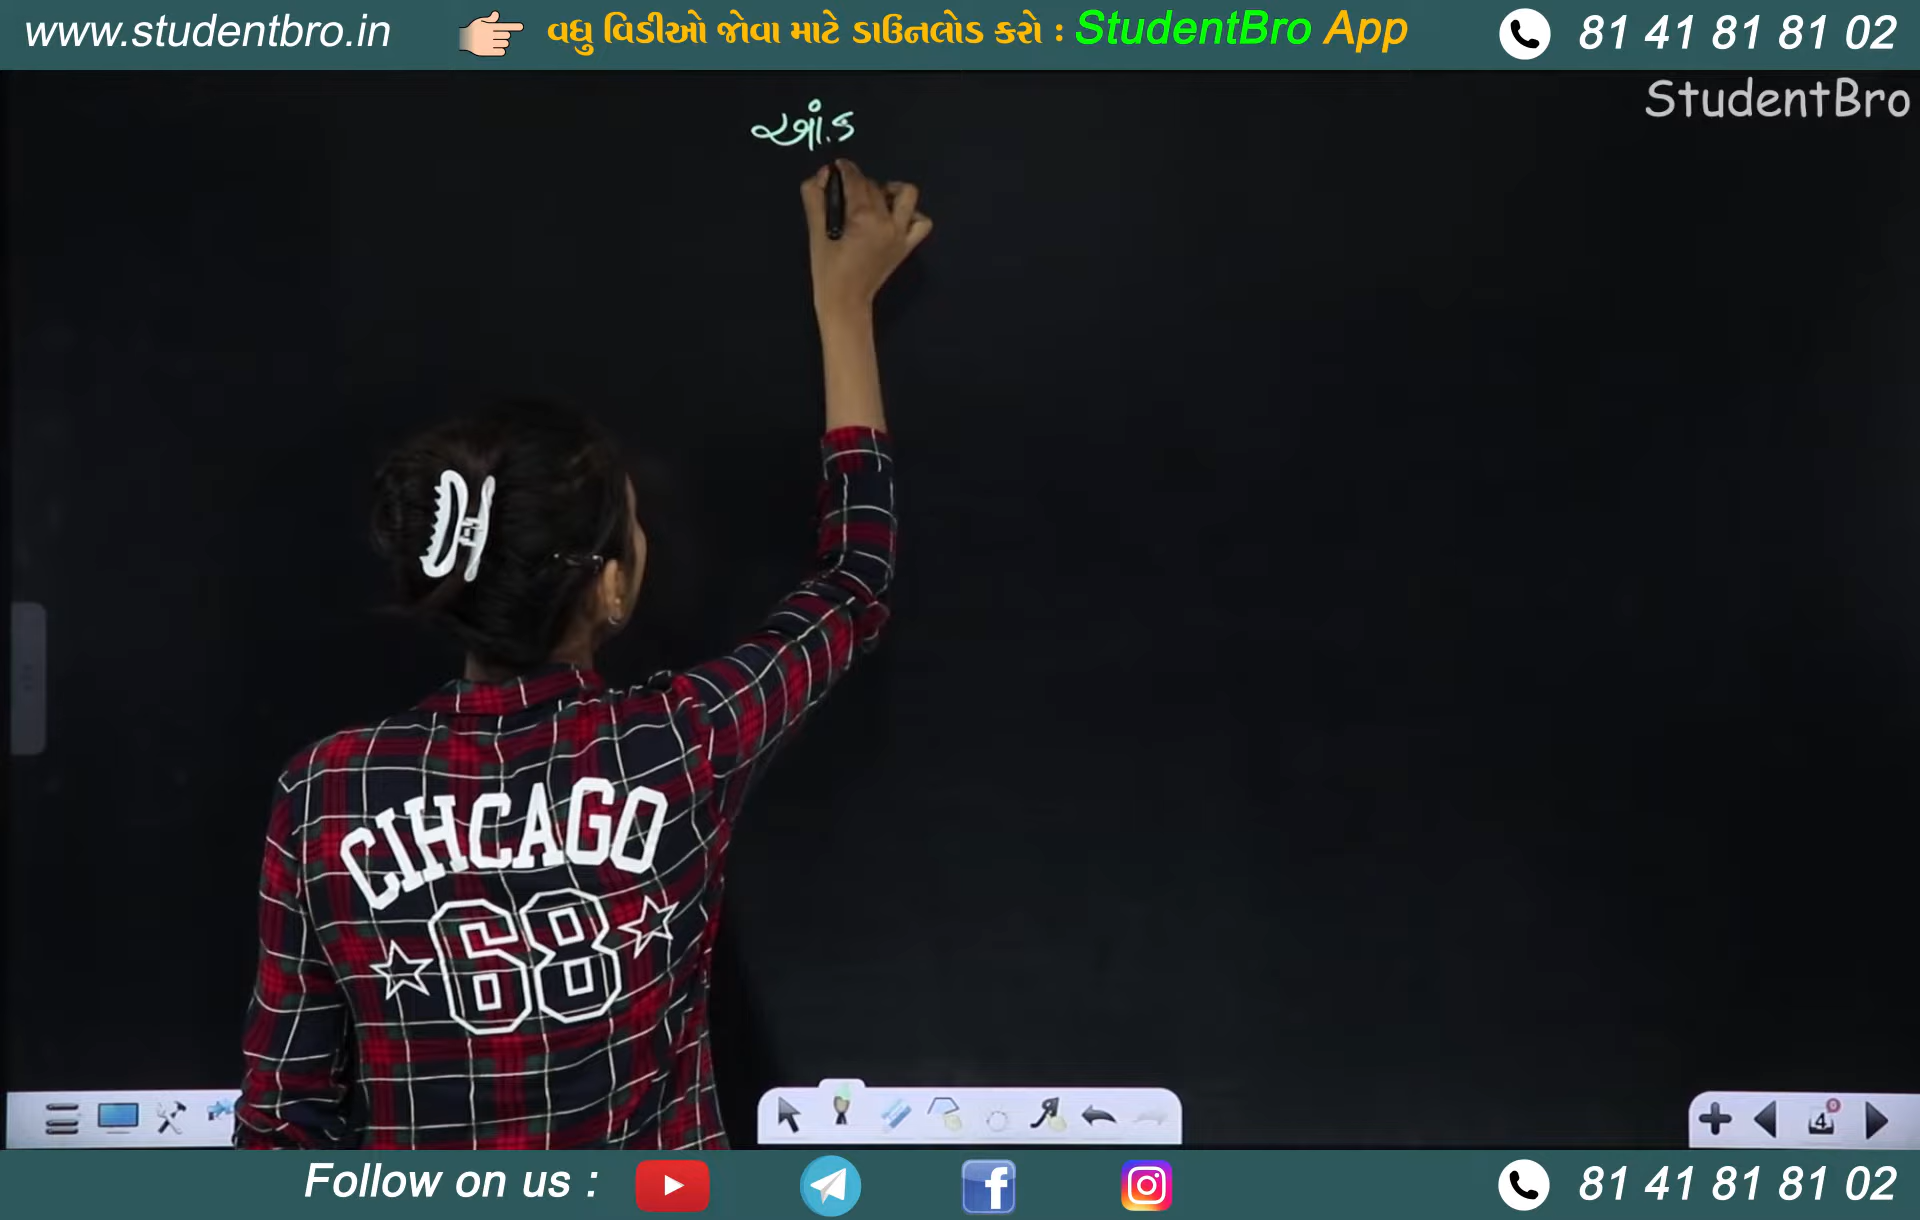 www.studentbro.in 👉 વધુ વિડીઓ જોવા માટે ડાઉનલોડ કરો : StudentBro App 81 41 81 81 02
StudentBro
આં.ક
CIHCAGO
68
4
Follow on us : 81 41 81 81 02